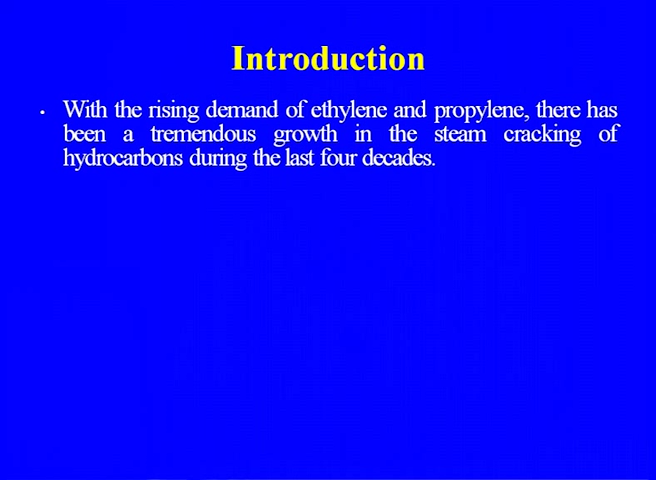 Introduction
• With the rising demand of ethylene and propylene, there has
been a tremendous growth in the steam cracking of
hydrocarbons during the last four decades.